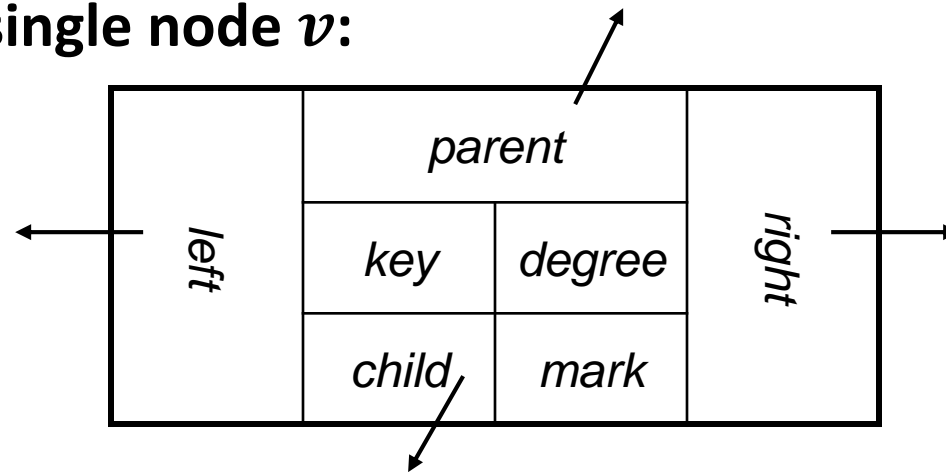 single node v:
parent
left
key
degree
right
child
mark